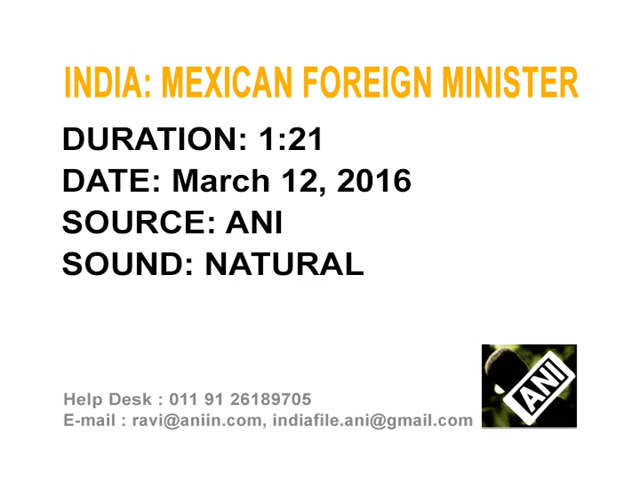 INDIA: MEXICAN FOREIGN MINISTER
DURATION: 1:21
DATE: March 12, 2016
SOURCE: ANI
SOUND: NATURAL
ANI
Help Desk : 011 91 26189705
E-mail : ravi@aniin.com, indiafile.ani@gmail.com